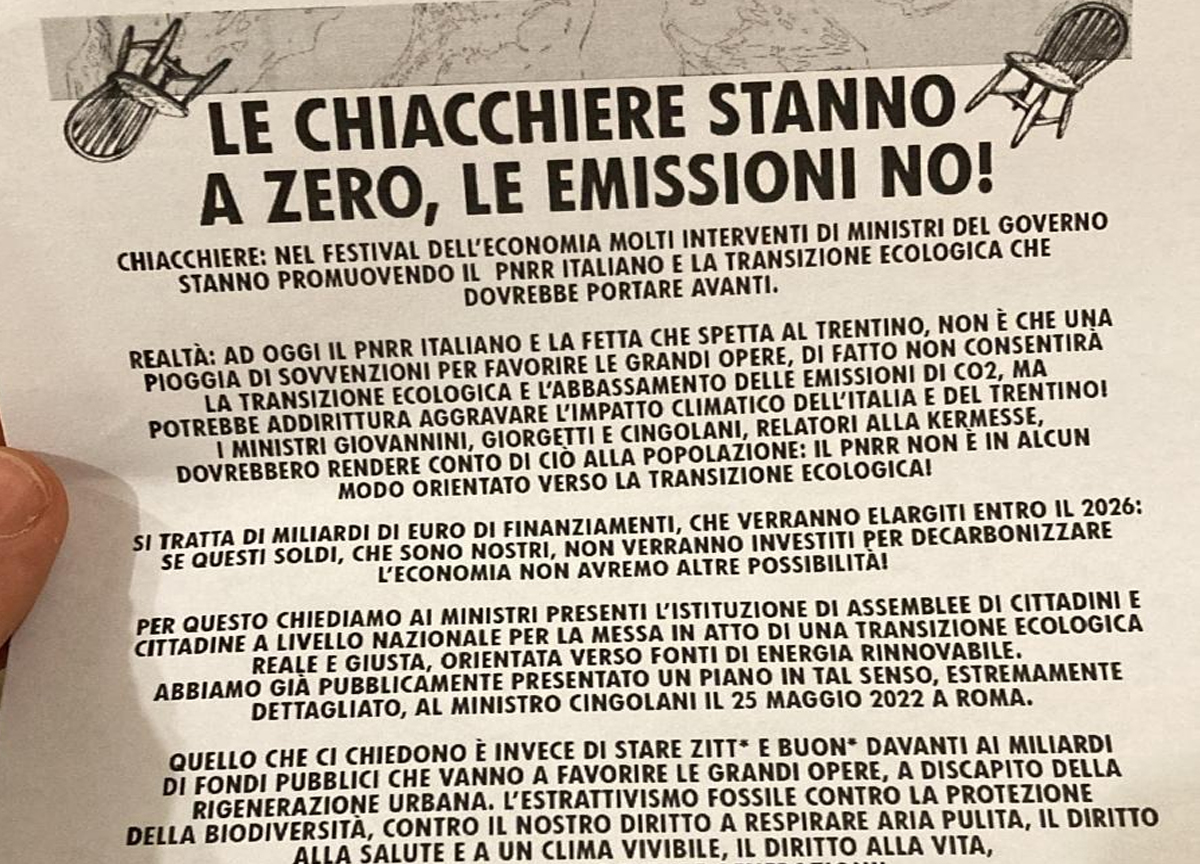 LE CHIACCHIERE STANNO
A ZERO, LE EMISSIONI NO!
CHIACCHIERE: NEL FESTIVAL DELL'ECONOMIA MOLTI INTERVENTI DI MINISTRI DEL GOVERNO
STANNO PROMUOVENDO IL PNRR ITALIANO E LA TRANSIZIONE ECOLOGICA CHE
DOVREBBE PORTARE AVANTI.
REALTÀ: AD OGGI IL PNRR ITALIANO E LA FETTA CHE SPETTA AL TRENTINO, NON È CHE UNA
PIOGGIA DI SOVVENZIONI PER FAVORIRE LE GRANDI OPERE, DI FATTO NON CONSENTIRÀ
LA TRANSIZIONE ECOLOGICA E L'ABBASSAMENTO DELLE EMISSIONI DI CO2, MA
POTREBBE ADDIRITTURA AGGRAVARE L'IMPATTO CLIMATICO DELL'ITALIA E DEL TRENTINO!
I MINISTRI GIOVANNINI, GIORGETTI E CINGOLANI, RELATORI ALLA KERMESSE,
DOVREBBERO RENDERE CONTO DI CIÒ ALLA POPOLAZIONE: IL PNRR NON È IN ALCUN
MODO ORIENTATO VERSO LA TRANSIZIONE ECOLOGICA!
SI TRATTA DI MILIARDI DI EURO DI FINANZIAMENTI, CHE VERRANNO ELARGITI ENTRO IL 2026:
SE QUESTI SOLDI, CHE SONO NOSTRI, NON VERRANNO INVESTITI PER DECARBONIZZARE
L'ECONOMIA NON AVREMO ALTRE POSSIBILITÀ!
PER QUESTO CHIEDIAMO AI MINISTRI PRESENTI L'ISTITUZIONE DI ASSEMBLEE DI CITTADINI E
CITTADINE A LIVELLO NAZIONALE PER LA MESSA IN ATTO DI UNA TRANSIZIONE ECOLOGICA
REALE E GIUSTA, ORIENTATA VERSO FONTI DI ENERGIA RINNOVABILE.
ABBIAMO GIÀ PUBBLICAMENTE PRESENTATO UN PIANO IN TAL SENSO, ESTREMAMENTE
DETTAGLIATO, AL MINISTRO CINGOLANI IL 25 MAGGIO 2022 A ROMA.
QUELLO CHE CI CHIEDONO È INVECE DI STARE ZITT* E BUON* DAVANTI AI MILIARDI
DI FONDI PUBBLICI CHE VANNO A FAVORIRE LE GRANDI OPERE, A DISCAPITO DELLA
RIGENERAZIONE URBANA. L'ESTRATTIVISMO FOSSILE CONTRO LA PROTEZIONE
DELLA BIODIVERSITÀ, CONTRO IL NOSTRO DIRITTO A RESPIRARE ARIA PULITA, IL DIRITTO
ALLA SALUTE E A UN CLIMA VIVIBILE, IL DIRITTO ALLA VITA,